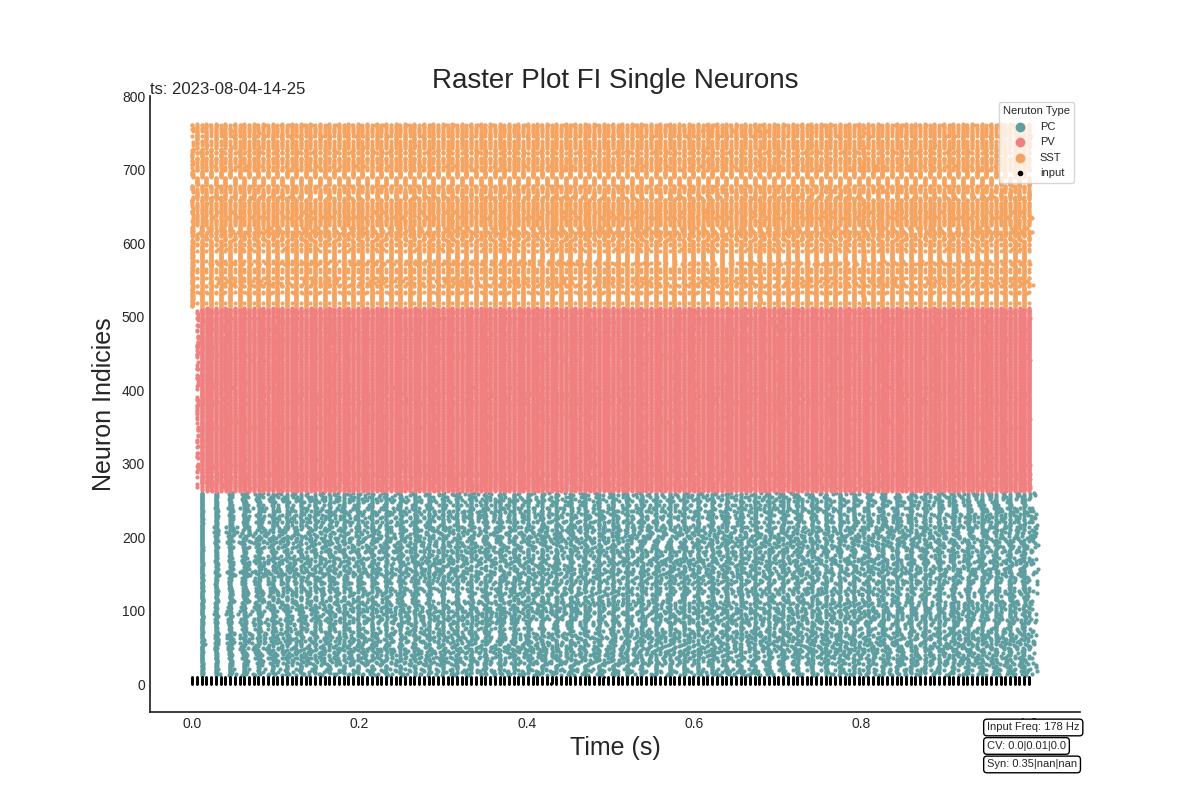 Raster Plot FI Single Neurons
ts: 2023-08-04-14-25
Neruton Type
PC
PV
SST
input
Neuron Indicies
800
700
600
500
400
300
200
100
0
0.0 0.2 0.4 0.6 0.8
Time (s)
Input Freq: 178 Hz
CV: 0.0|0.01|0.0
Syn: 0.35|nan|nan